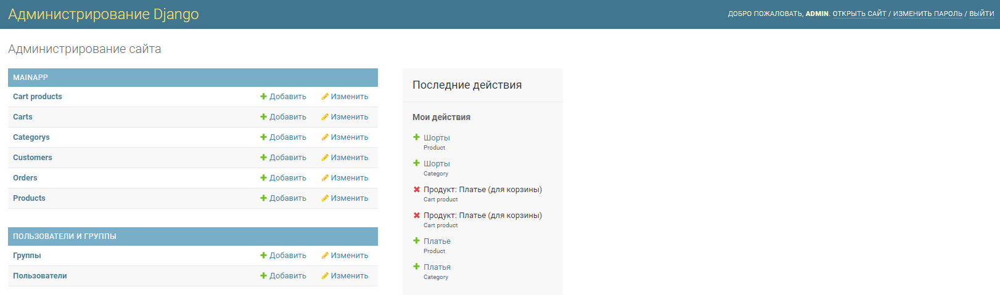 Администрирование Django
ДОБРО ПОЖАЛОВАТЬ, ADMIN. ОТКРЫТЬ САЙТ / ИЗМЕНИТЬ ПАРОЛЬ / ВЫЙТИ
Администрирование сайта
MAINAPP
Cart products Добавить Изменить
Carts Добавить Изменить
Categorys Добавить Изменить
Customers Добавить Изменить
Orders Добавить Изменить
Products Добавить Изменить
ПОЛЬЗОВАТЕЛИ И ГРУППЫ
Группы Добавить Изменить
Пользователи Добавить Изменить
Последние действия
Мои действия
Шорты
Product
Шорты
Category
Продукт: Платье (для корзины)
Cart product
Продукт: Платье (для корзины)
Cart product
Платье
Product
Платья
Category